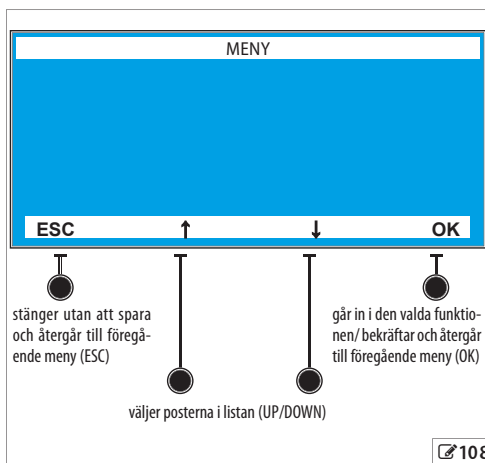 MENY
ESC ↑ ↓ OK
stänger utan att spara
och återgår till föregå-
ende meny (ESC)
går in i den valda funktio-
nen/ bekräftar och återgår
till föregående meny (OK)
väljer posterna i listan (UP/DOWN)
108